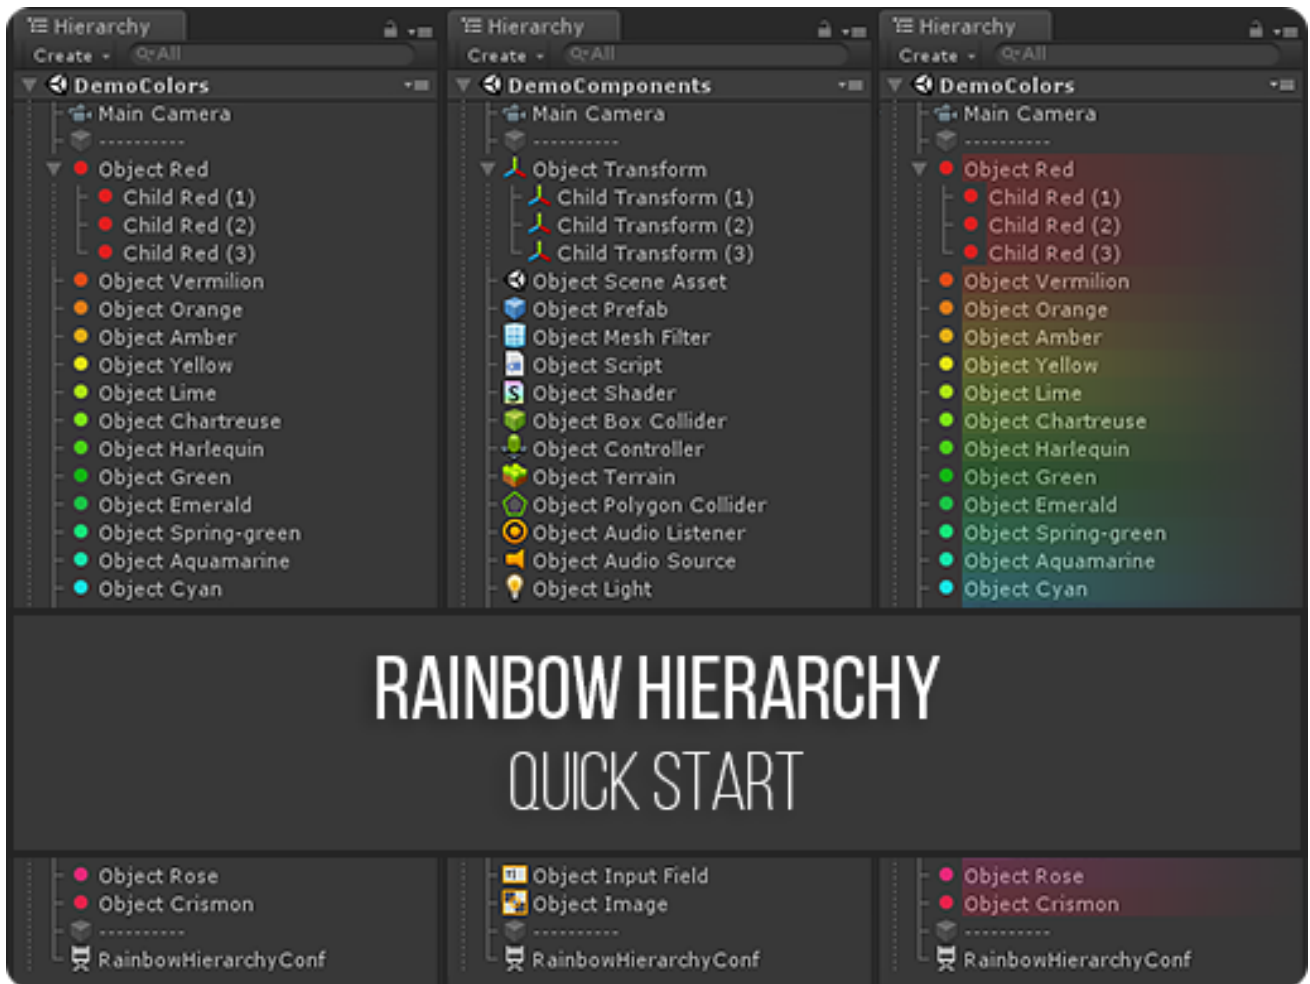 Hierarchy
Create
All
DemoColors
Main Camera
----------
Object Red
Child Red (1)
Child Red (2)
Child Red (3)
Object Vermilion
Object Orange
Object Amber
Object Yellow
Object Lime
Object Chartreuse
Object Harlequin
Object Green
Object Emerald
Object Spring-green
Object Aquamarine
Object Cyan
Hierarchy
Create
All
DemoComponents
Main Camera
----------
Object Transform
Child Transform (1)
Child Transform (2)
Child Transform (3)
Object Scene Asset
Object Prefab
Object Mesh Filter
Object Script
Object Shader
Object Box Collider
Object Controller
Object Terrain
Object Polygon Collider
Object Audio Listener
Object Audio Source
Object Light
Hierarchy
Create
All
DemoColors
Main Camera
----------
Object Red
Child Red (1)
Child Red (2)
Child Red (3)
Object Vermilion
Object Orange
Object Amber
Object Yellow
Object Lime
Object Chartreuse
Object Harlequin
Object Green
Object Emerald
Object Spring-green
Object Aquamarine
Object Cyan
RAINBOW HIERARCHY
QUICK START
Object Rose
Object Crismon
----------
RainbowHierarchyConf
Object Input Field
Object Image
----------
RainbowHierarchyConf
Object Rose
Object Crismon
----------
RainbowHierarchyConf